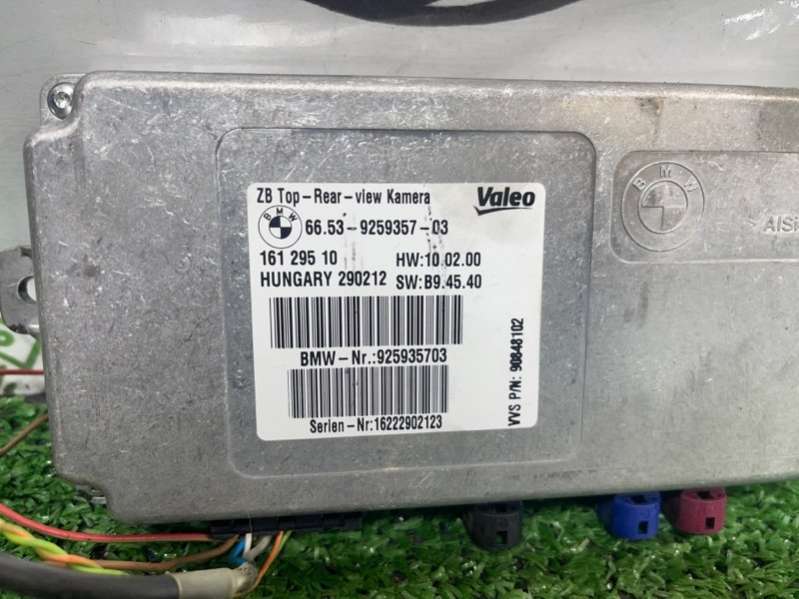 ZB Top-Rear-view Kamera
Valeo
BMW
66.53-9259357-03
161 295 10
HW:10.02.00
HUNGARY 290212
SW:B9.45.40
BMW-Nr.:925935703
Serien-Nr:16222902123
VVS P/N: 90848102
BMW
AlSi